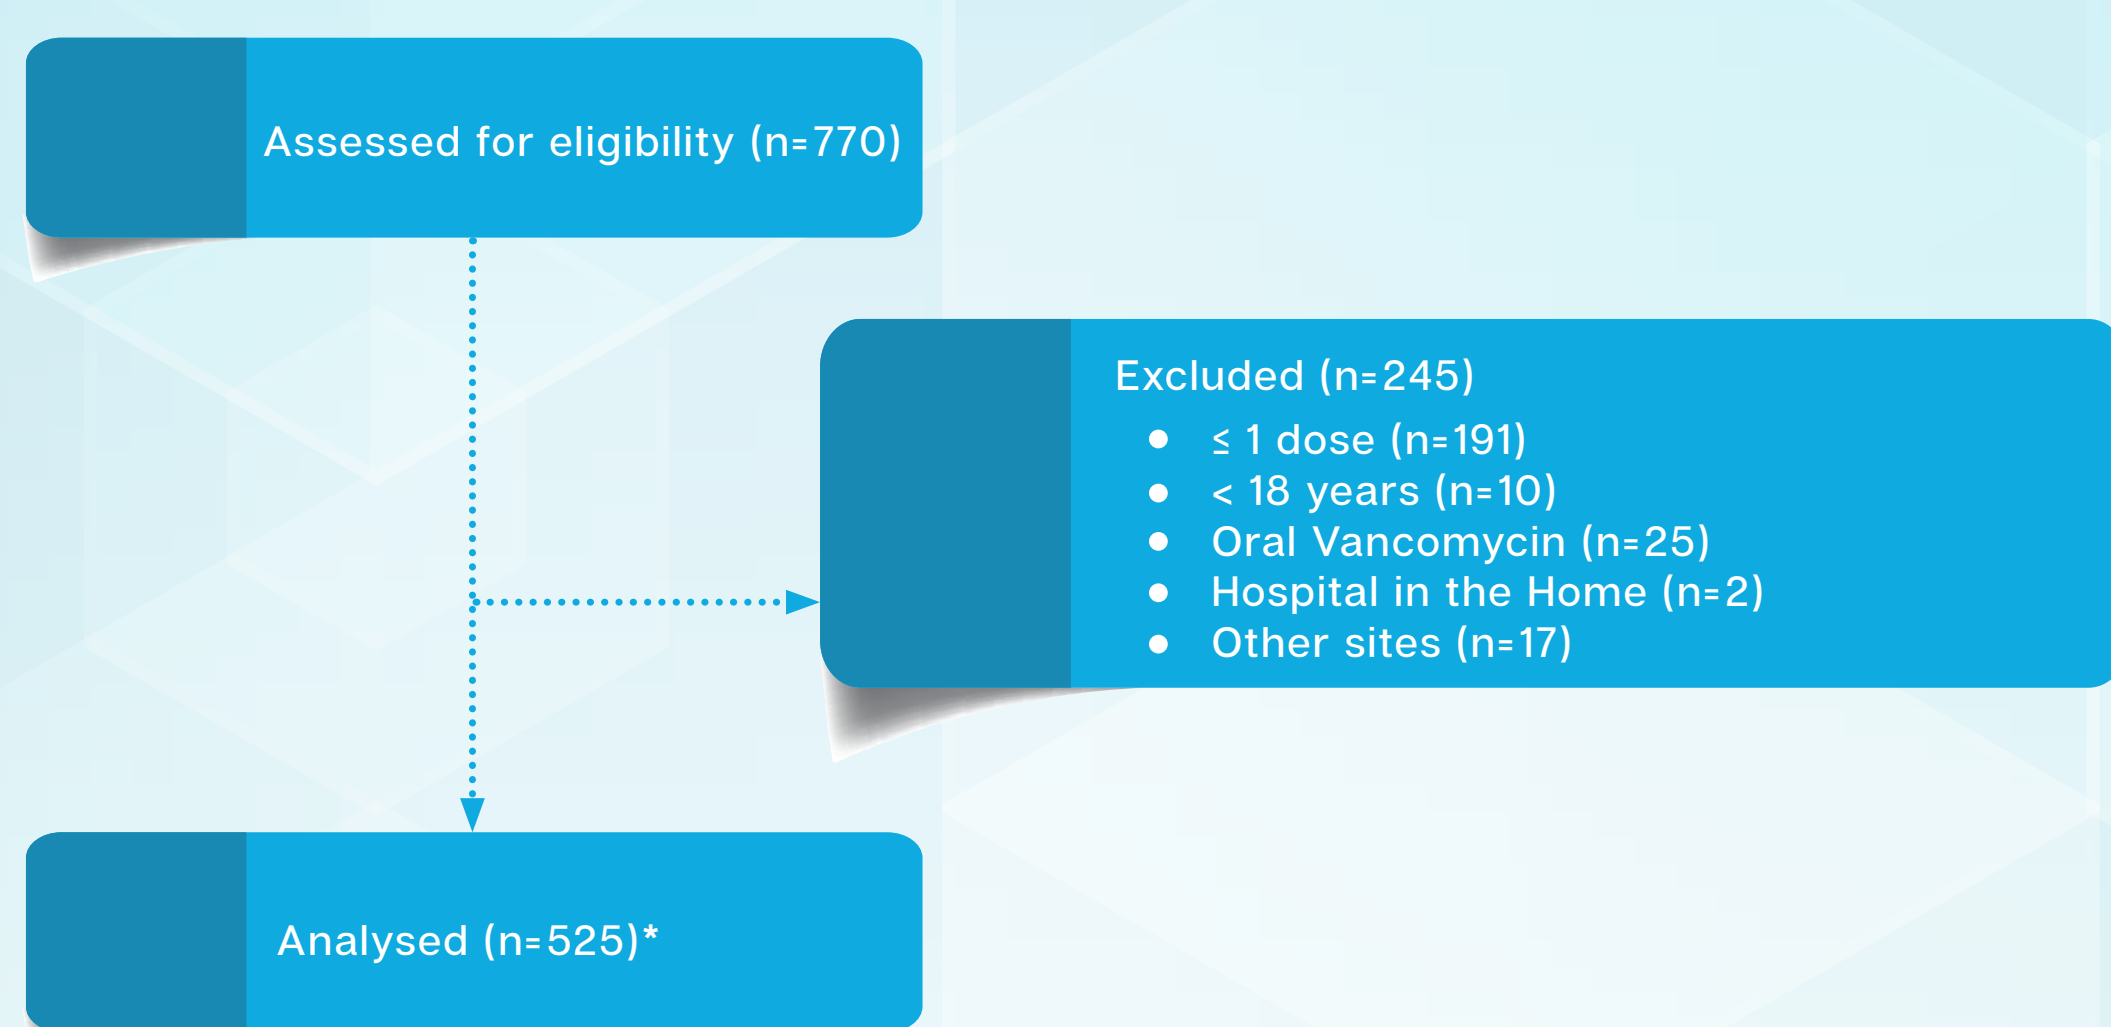 Assessed for eligibility (n=770)
Excluded (n=245)
● ≤ 1 dose (n=191)
● < 18 years (n=10)
● Oral Vancomycin (n=25)
● Hospital in the Home (n=2)
● Other sites (n=17)
Analysed (n=525)*